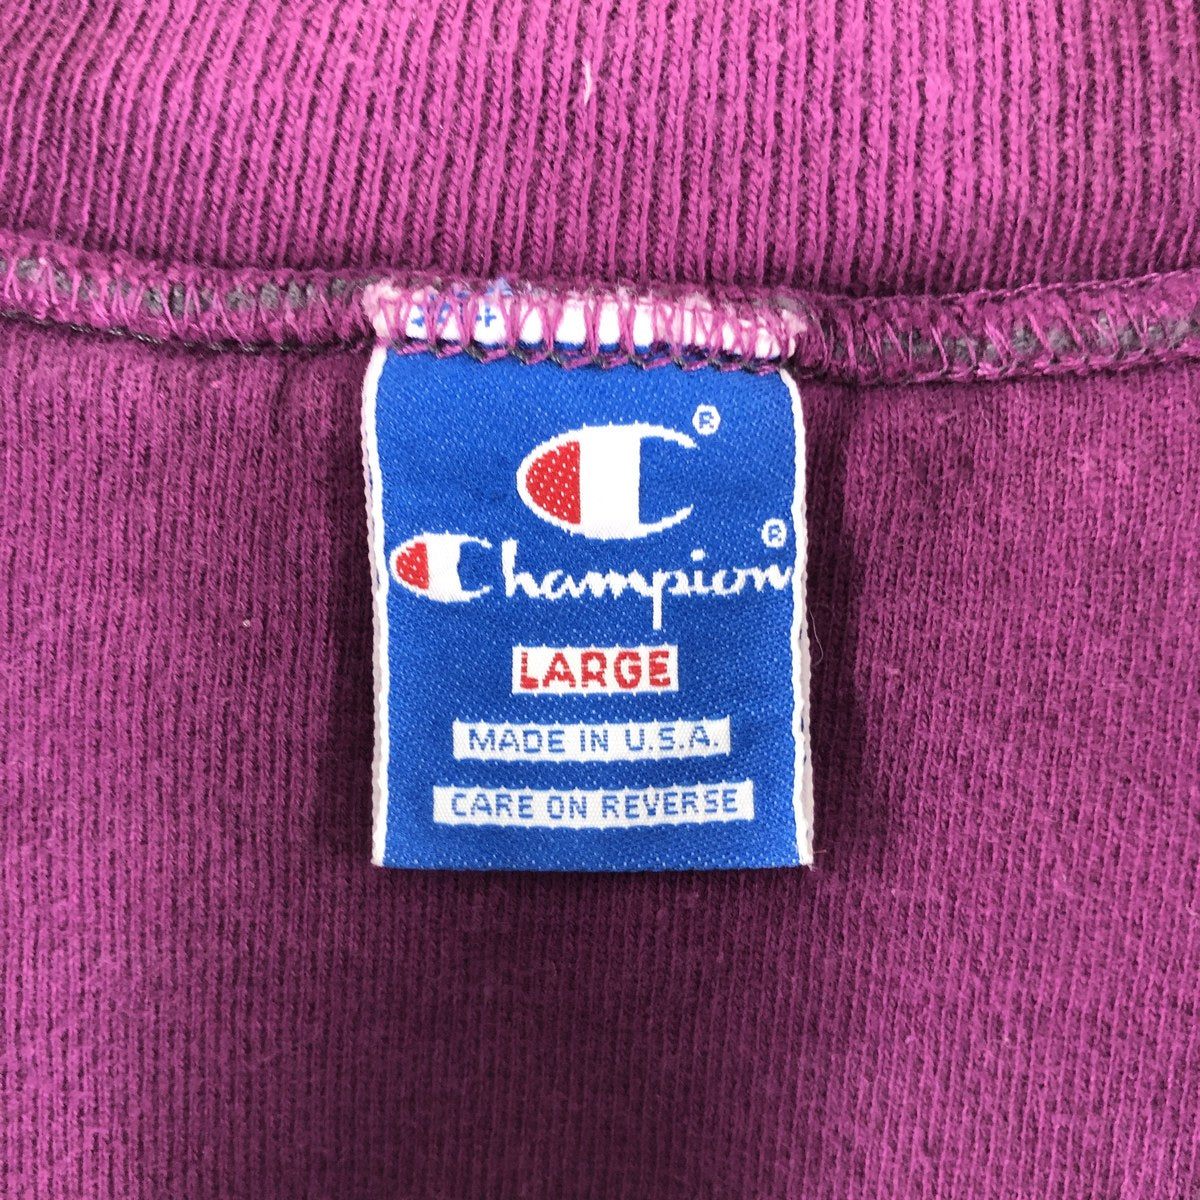 C®
Champion®
LARGE
MADE IN U.S.A.
CARE ON REVERSE